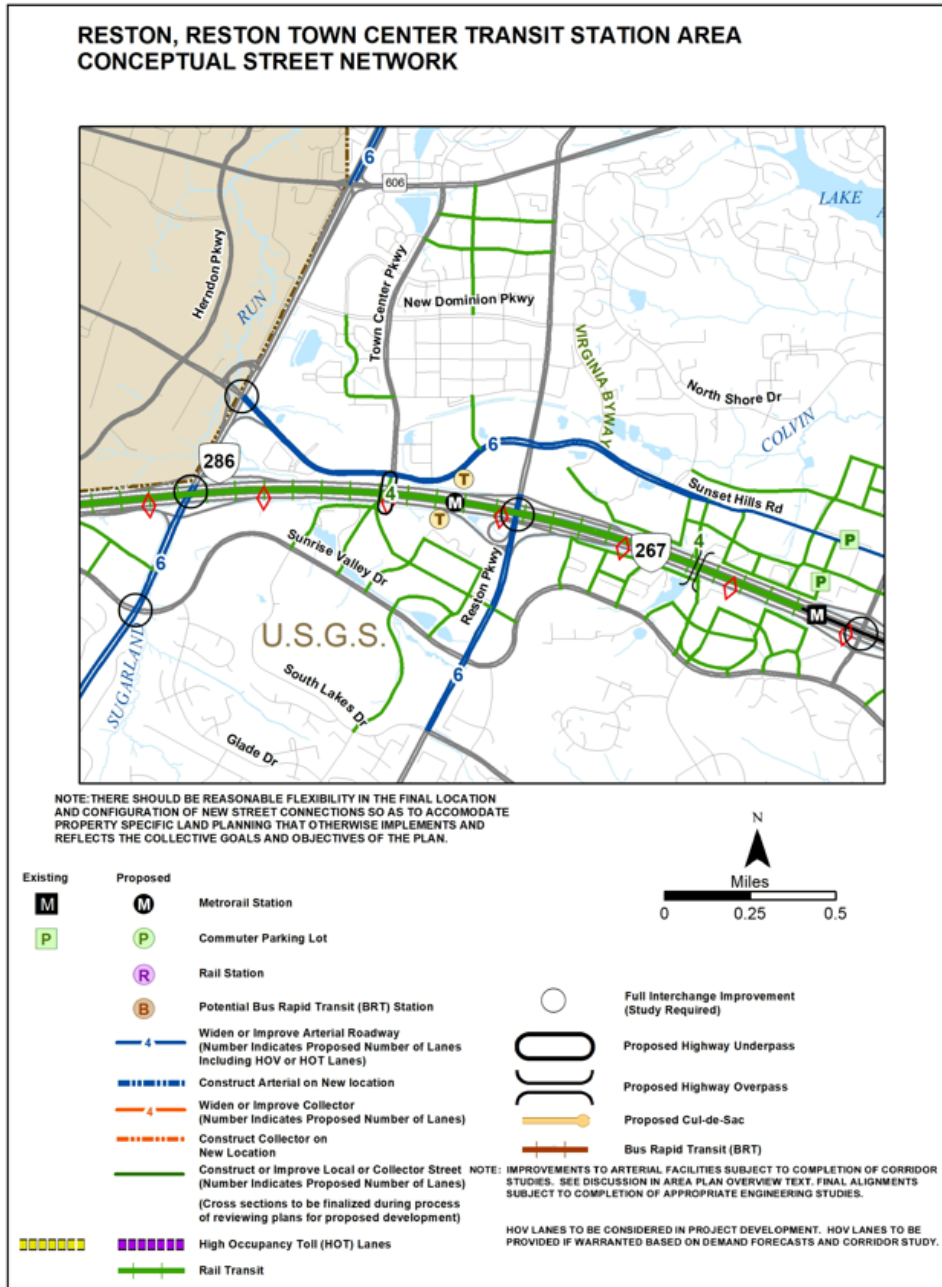 RESTON, RESTON TOWN CENTER TRANSIT STATION AREA
CONCEPTUAL STREET NETWORK
6
606
LAKE
Herndon Pkwy
RUN
Town Center Pkwy
New Dominion Pkwy
VIRGINIA BYWAY
North Shore Dr
COLVIN
286
6
T
M
T
4
Sunset Hills Rd
P
4
267
P
M
Sunrise Valley Dr
Reston Pkwy
6
U.S.G.S.
6
SUGARLAND
South Lakes Dr
Glade Dr
NOTE:THERE SHOULD BE REASONABLE FLEXIBILITY IN THE FINAL LOCATION
AND CONFIGURATION OF NEW STREET CONNECTIONS SO AS TO ACCOMODATE
PROPERTY SPECIFIC LAND PLANNING THAT OTHERWISE IMPLEMENTS AND
REFLECTS THE COLLECTIVE GOALS AND OBJECTIVES OF THE PLAN.
N
Miles
0 0.25 0.5
Existing Proposed
M M Metrorail Station
P P Commuter Parking Lot
R Rail Station
B Potential Bus Rapid Transit (BRT) Station
4 Widen or Improve Arterial Roadway
(Number Indicates Proposed Number of Lanes
Including HOV or HOT Lanes)
Construct Arterial on New location
4 Widen or Improve Collector
(Number Indicates Proposed Number of Lanes)
Construct Collector on
New Location
Construct or Improve Local or Collector Street
(Number Indicates Proposed Number of Lanes)
(Cross sections to be finalized during process
of reviewing plans for proposed development)
High Occupancy Toll (HOT) Lanes
Rail Transit
Full Interchange Improvement
(Study Required)
Proposed Highway Underpass
Proposed Highway Overpass
Proposed Cul-de-Sac
Bus Rapid Transit (BRT)
NOTE: IMPROVEMENTS TO ARTERIAL FACILITIES SUBJECT TO COMPLETION OF CORRIDOR
STUDIES. SEE DISCUSSION IN AREA PLAN OVERVIEW TEXT. FINAL ALIGNMENTS
SUBJECT TO COMPLETION OF APPROPRIATE ENGINEERING STUDIES.
HOV LANES TO BE CONSIDERED IN PROJECT DEVELOPMENT. HOV LANES TO BE
PROVIDED IF WARRANTED BASED ON DEMAND FORECASTS AND CORRIDOR STUDY.